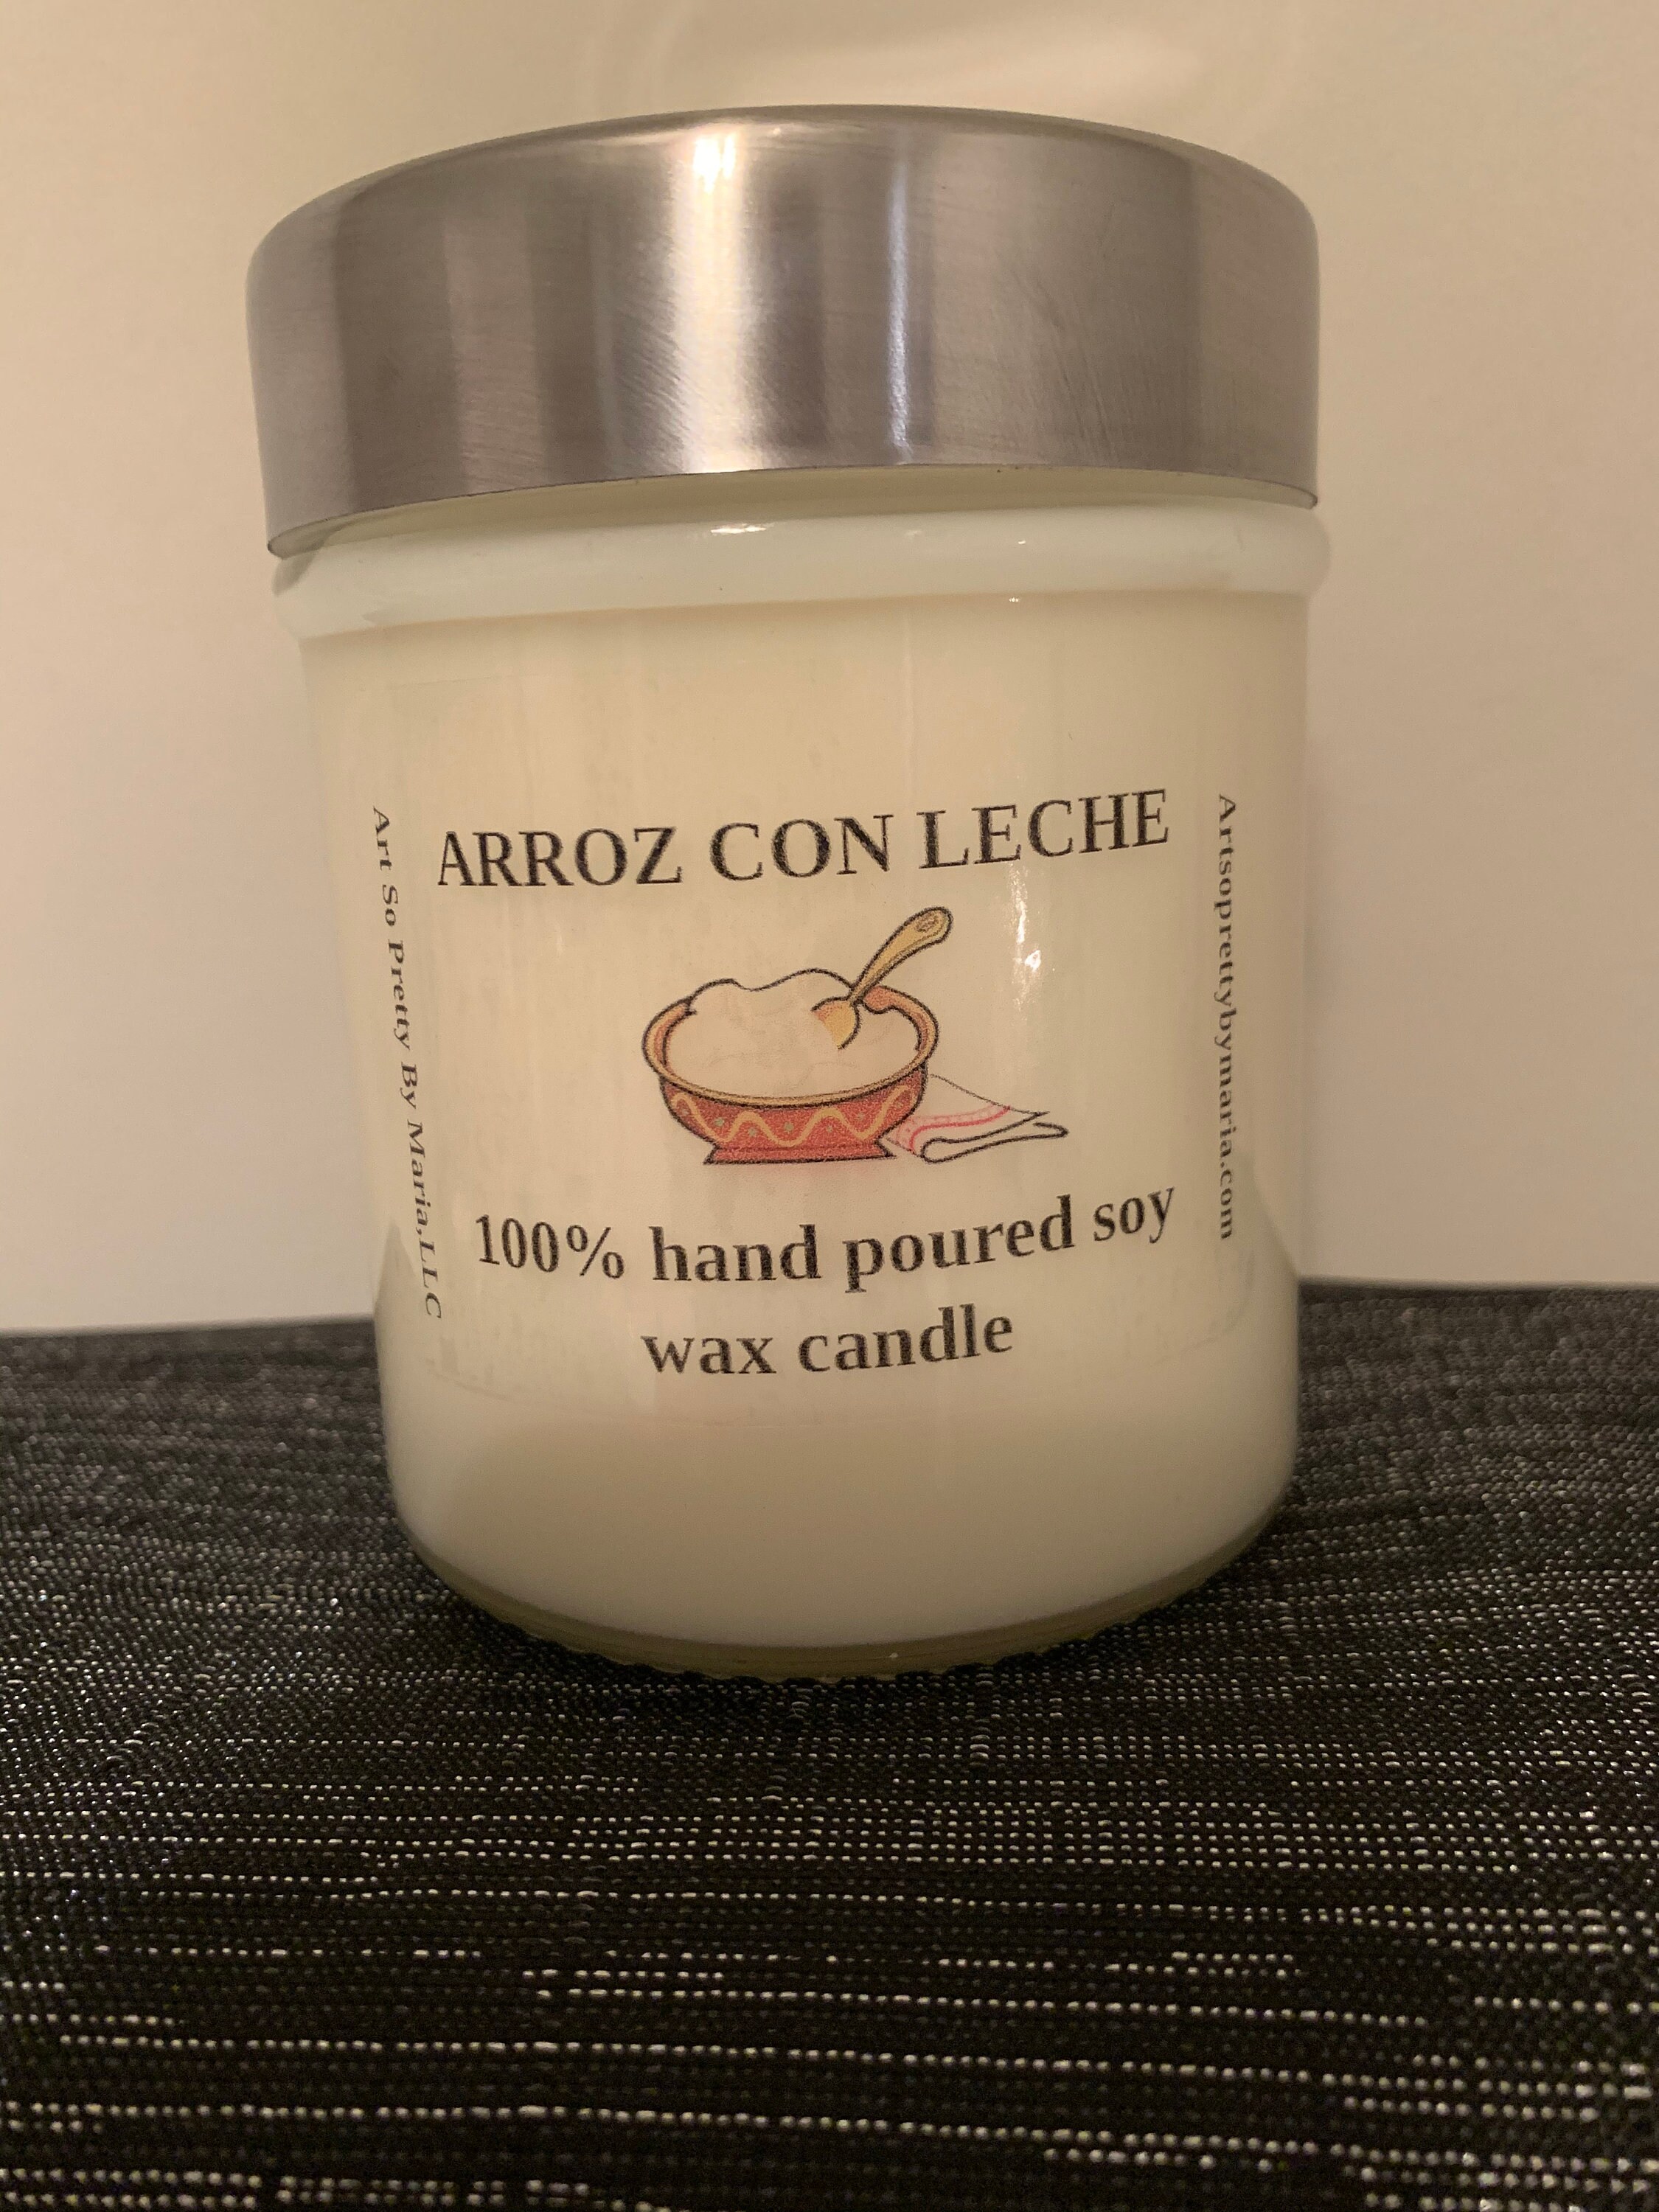 ARROZ CON LECHE
100% hand poured soy
wax candle
Art So Pretty By Maria,LLC
Artsoprettybymaria.com